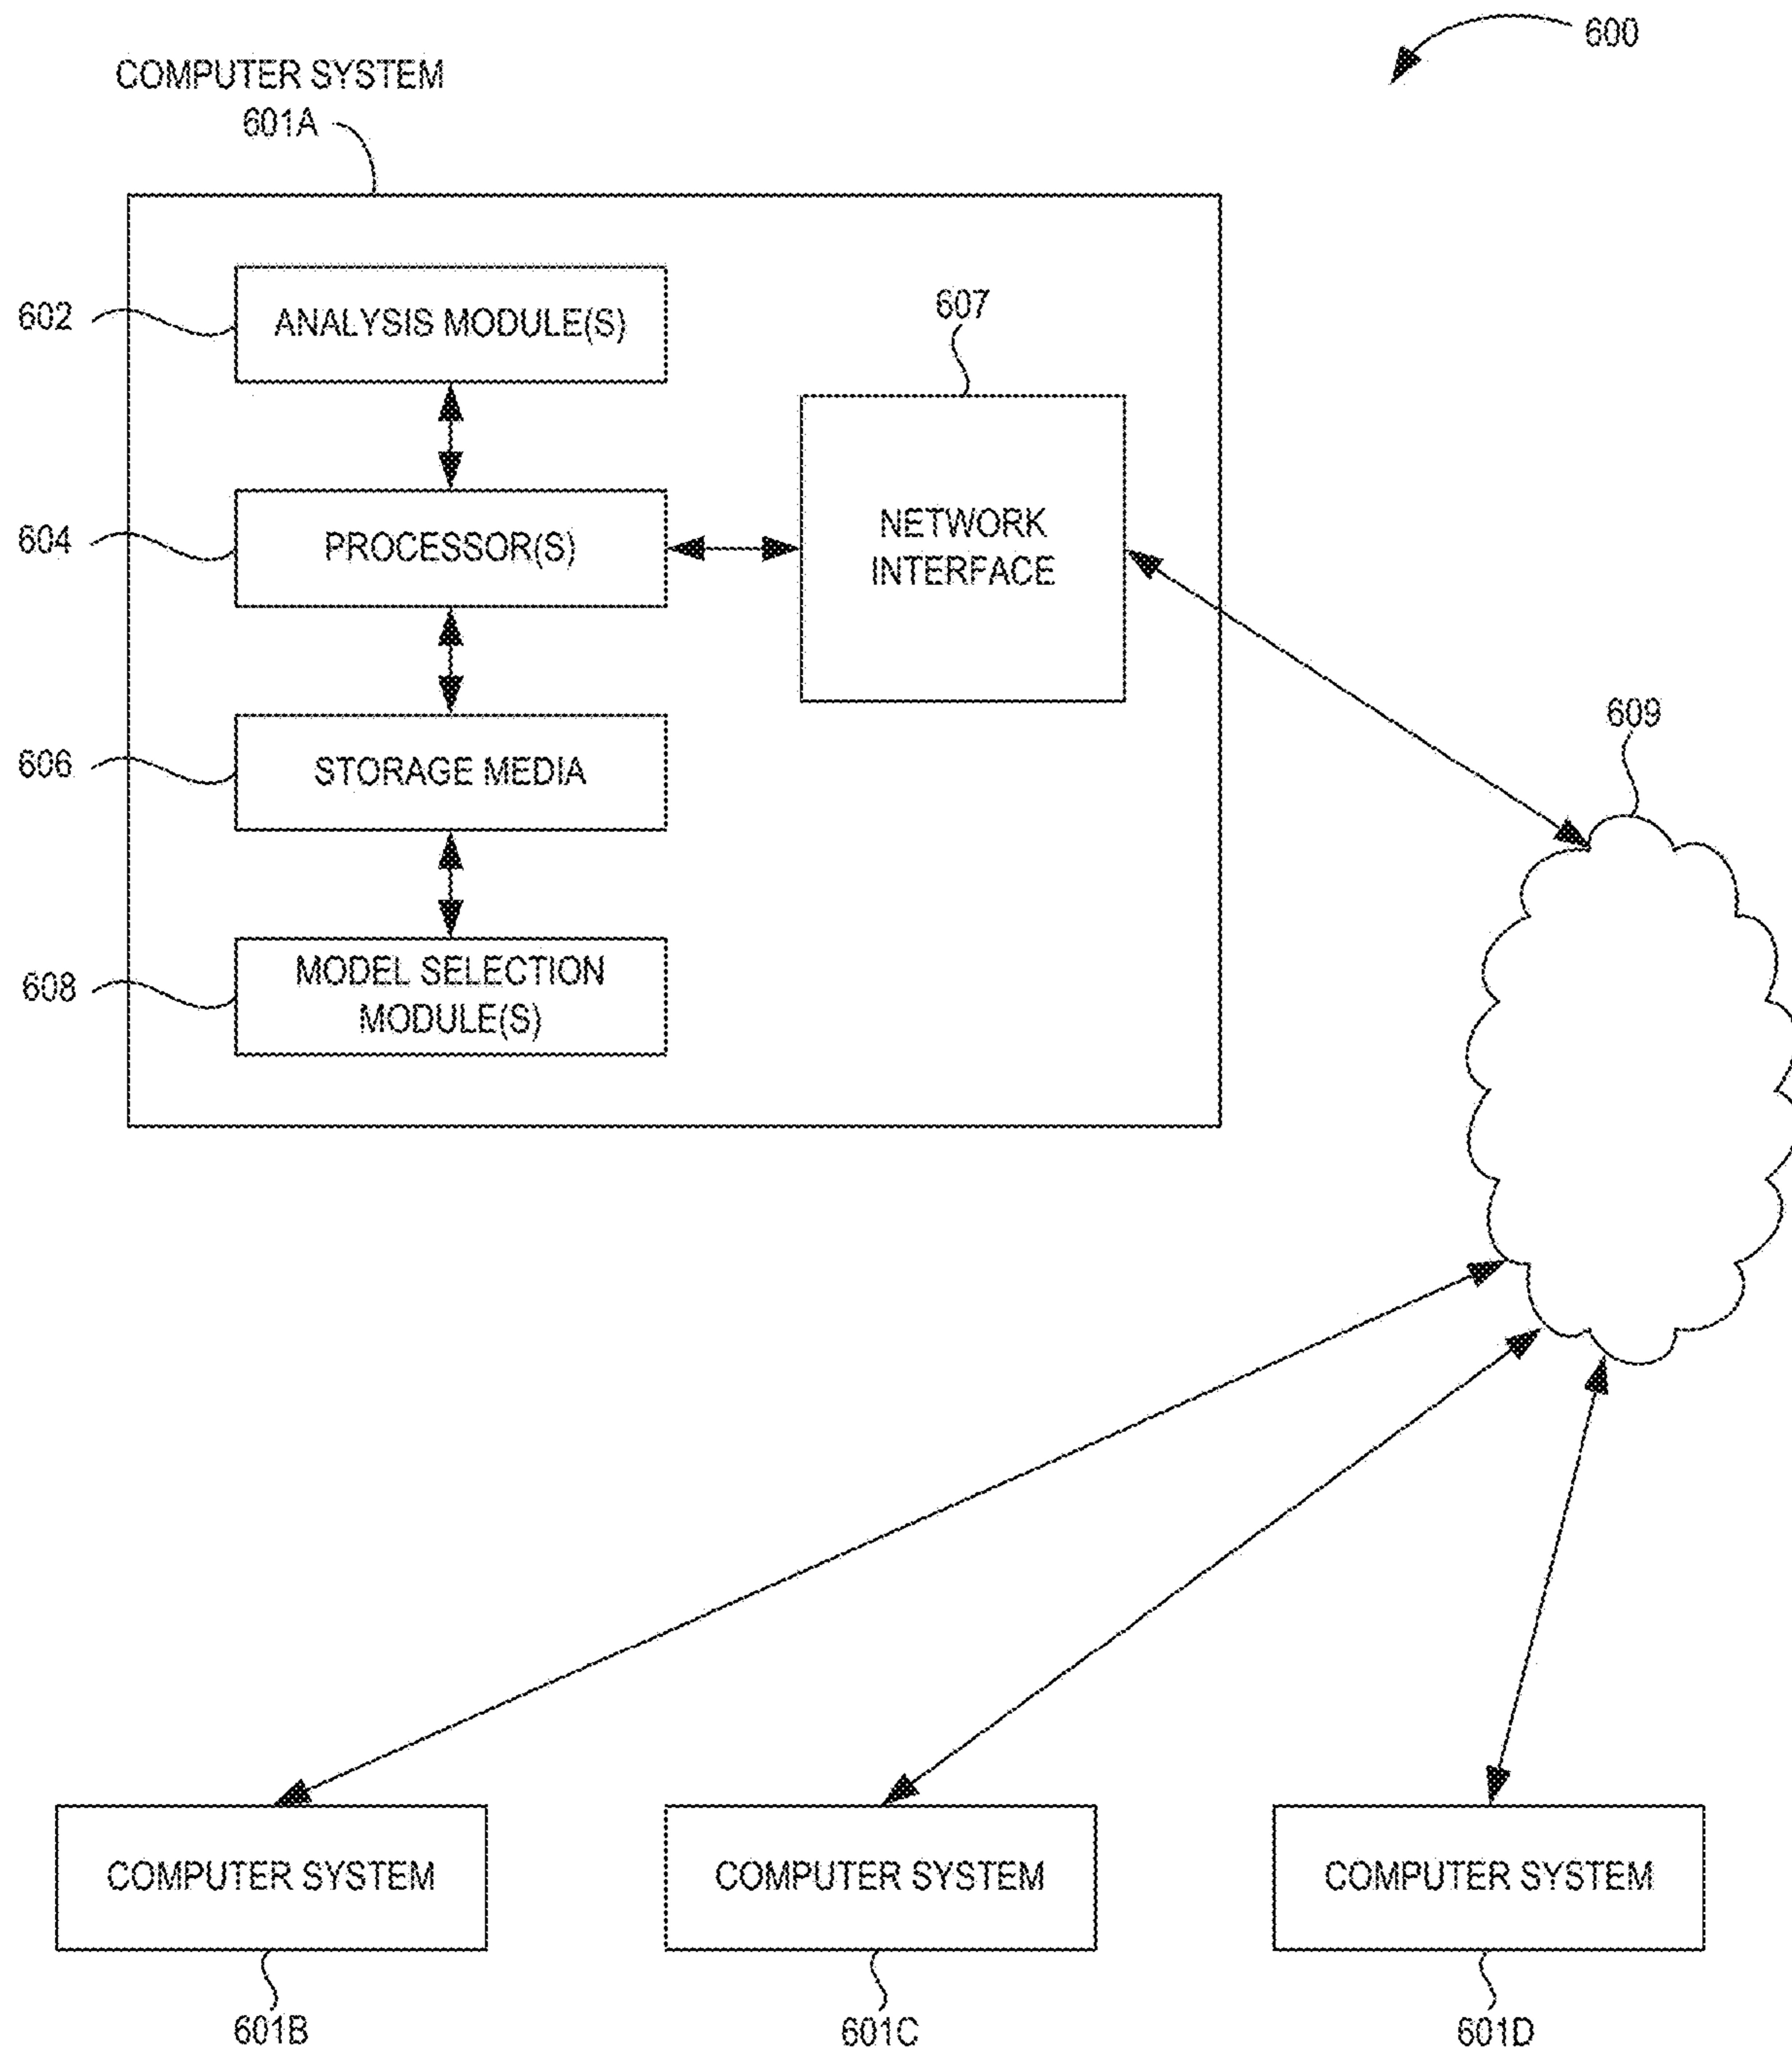 600
COMPUTER SYSTEM
601A
602
ANALYSIS MODULE(S)
607
604
PROCESSOR(S)
NETWORK
INTERFACE
609
606
STORAGE MEDIA
608
MODEL SELECTION
MODULE(S)
COMPUTER SYSTEM
COMPUTER SYSTEM
COMPUTER SYSTEM
601B
601C
601D